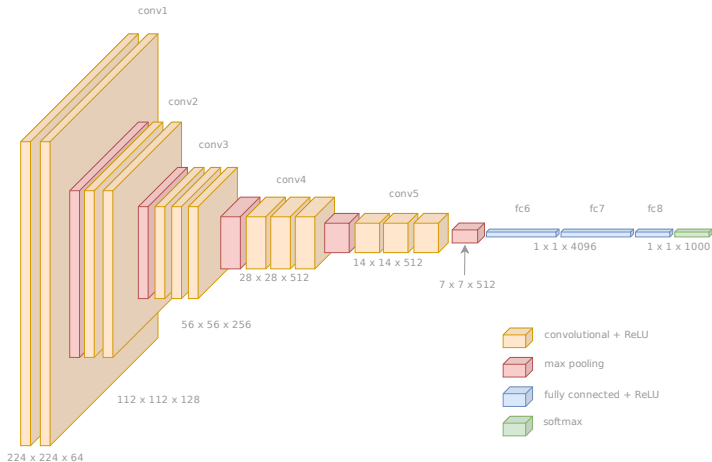 conv1
conv2
conv3
conv4
conv5
fc6
fc7
fc8
1 x 1 x 4096
1 x 1 x 1000
14 x 14 x 512
28 x 28 x 512
7 x 7 x 512
56 x 56 x 256
convolutional + ReLU
max pooling
112 x 112 x 128
fully connected + ReLU
softmax
224 x 224 x 64